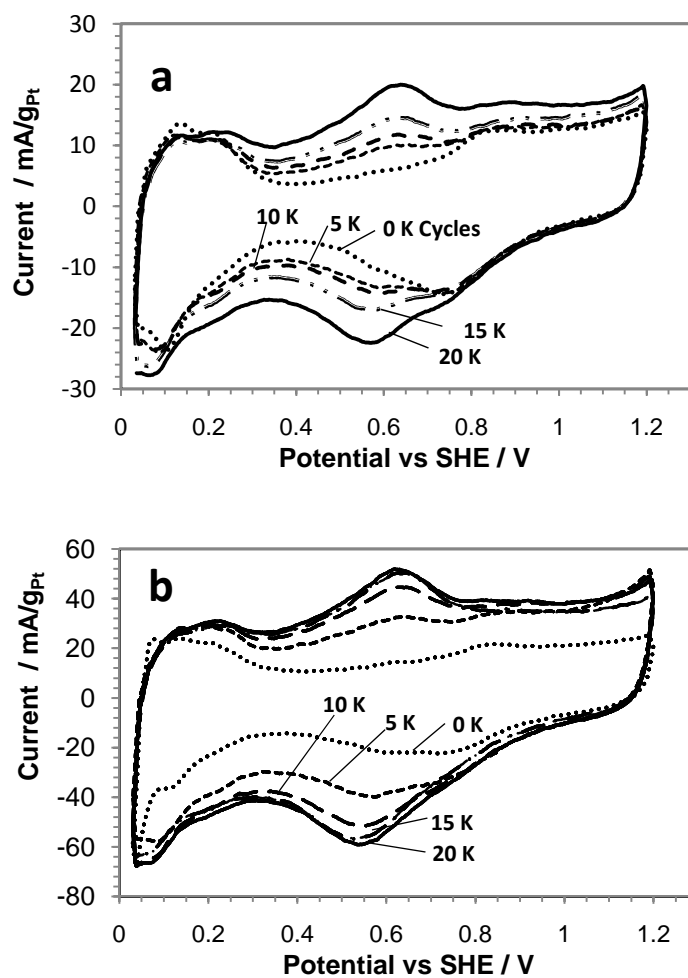 a
30
20
10
0
-10
-20
-30
Current / mA/gPt
10 K
5 K
0 K Cycles
15 K
20 K
0
0.2
0.4
0.6
0.8
1
1.2
Potential vs SHE / V
b
60
40
20
0
-20
-40
-60
-80
Current / mA/gPt
10 K
5 K
0 K
15 K
20 K
0
0.2
0.4
0.6
0.8
1
1.2
Potential vs SHE / V